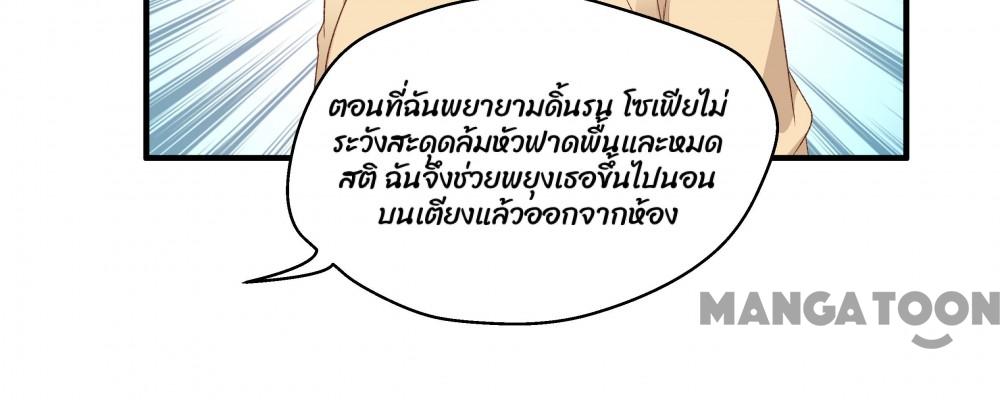 ตอนที่ฉันพยายามดิ้นรน โซเฟียไม่
ระวังสะดุดล้มหัวฟาดพื้นและหมด
สติ ฉันจึงช่วยพยุงเธอขึ้นไปนอน
บนเตียงแล้วออกจากห้อง
MANGATOON